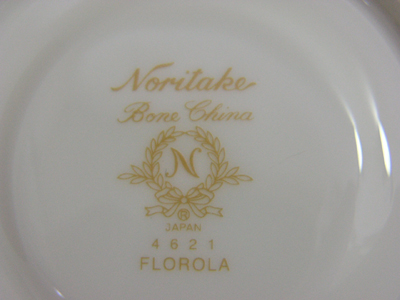 Noritake
Bone China
N
®
JAPAN
4621
FLOROLA